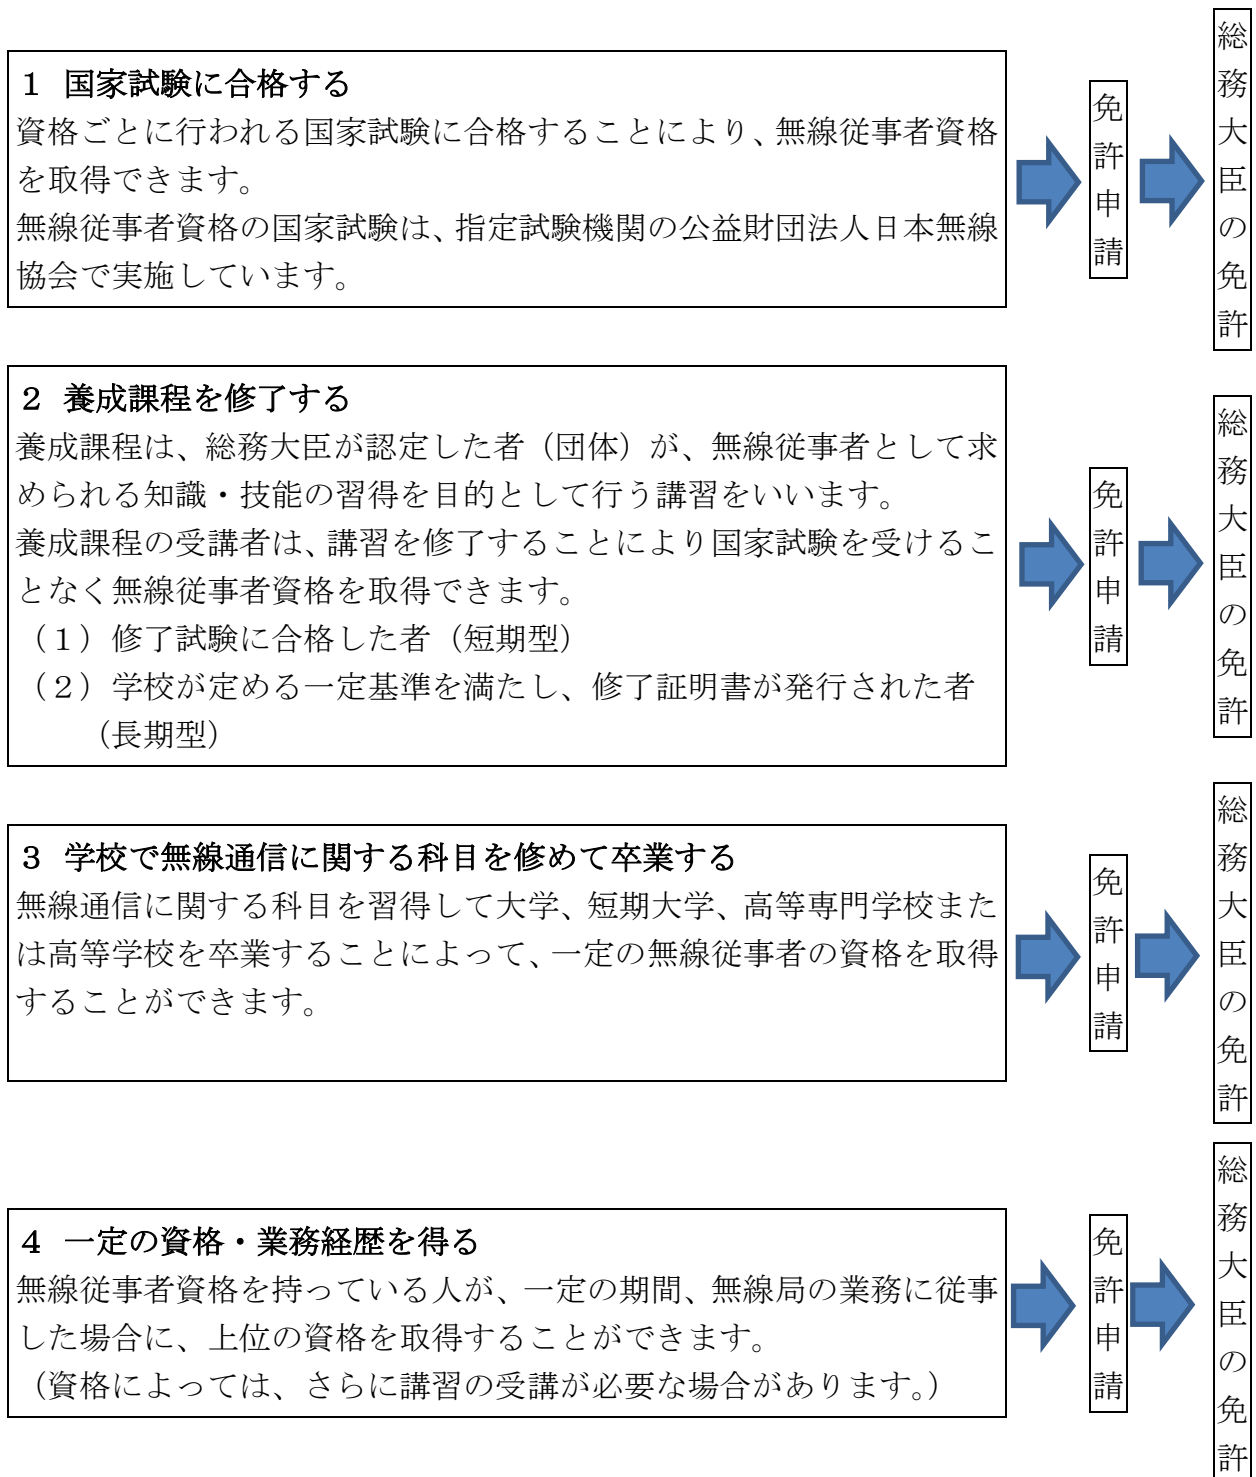 １ 国家試験に合格する
資格ごとに行われる国家試験に合格することにより、無線従事者資格
を取得できます。
無線従事者資格の国家試験は、指定試験機関の公益財団法人日本無線
協会で実施しています。
免許申請
総務大臣の免許
２ 養成課程を修了する
養成課程は、総務大臣が認定した者（団体）が、無線従事者として求
められる知識・技能の習得を目的として行う講習をいいます。
養成課程の受講者は、講習を修了することにより国家試験を受けるこ
となく無線従事者資格を取得できます。
（１）修了試験に合格した者（短期型）
（２）学校が定める一定基準を満たし、修了証明書が発行された者
（長期型）
免許申請
総務大臣の免許
３ 学校で無線通信に関する科目を修めて卒業する
無線通信に関する科目を習得して大学、短期大学、高等専門学校また
は高等学校を卒業することによって、一定の無線従事者の資格を取得
することができます。
免許申請
総務大臣の免許
４ 一定の資格・業務経歴を得る
無線従事者資格を持っている人が、一定の期間、無線局の業務に従事
した場合に、上位の資格を取得することができます。
（資格によっては、さらに講習の受講が必要な場合があります。）
免許申請
総務大臣の免許